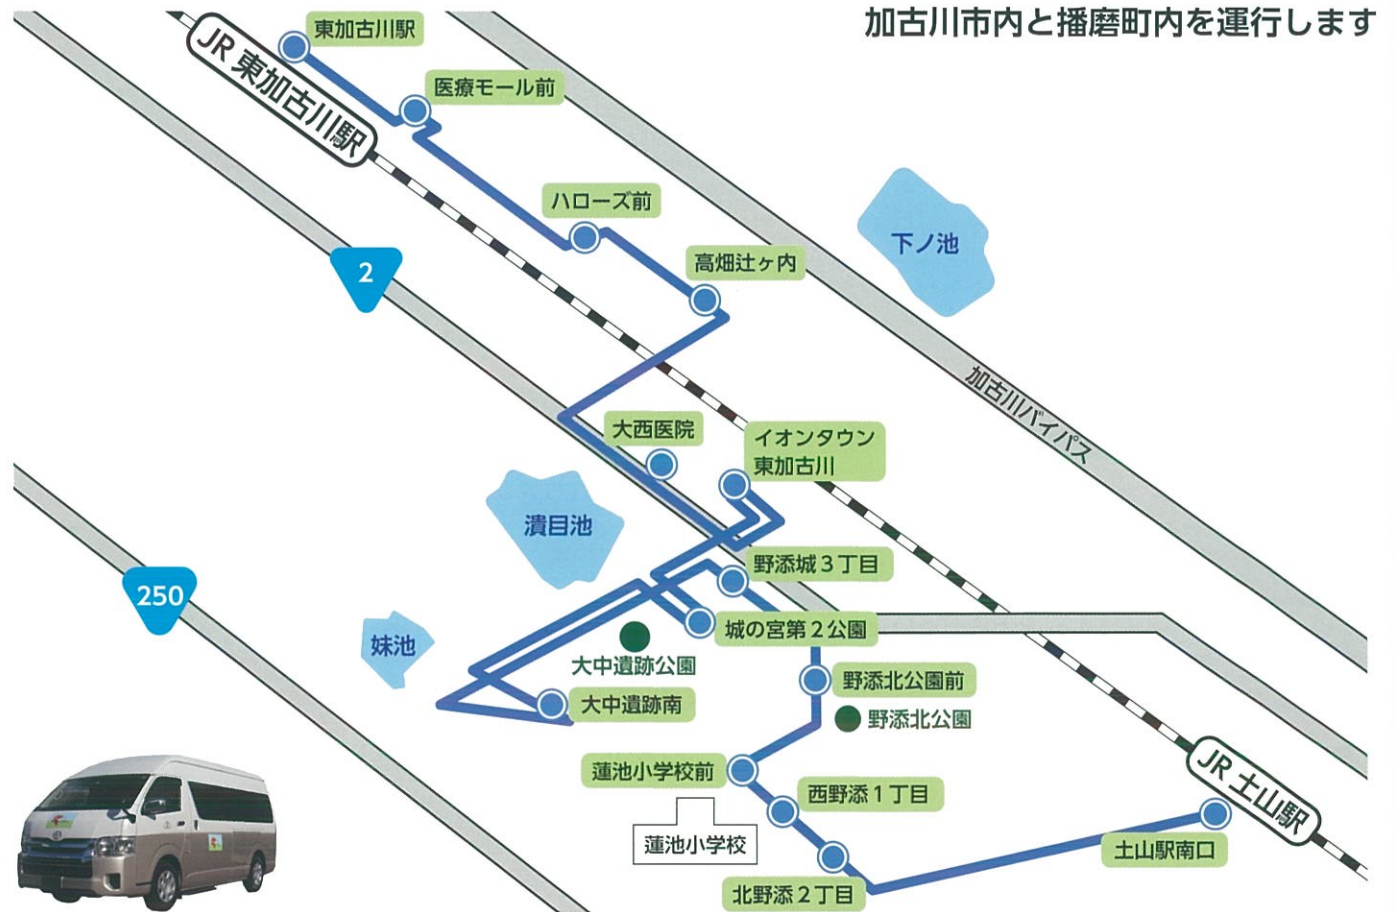 加古川市内と播磨町内を運行します
東加古川駅
JR 東加古川駅
医療モール前
ハローズ前
高畑辻ヶ内
下ノ池
2
加古川バイパス
大西医院
イオンタウン
東加古川
潰目池
野添城3丁目
250
城の宮第2公園
妹池
大中遺跡公園
野添北公園前
大中遺跡南
野添北公園
蓮池小学校前
西野添1丁目
JR 土山駅
蓮池小学校
土山駅南口
北野添2丁目